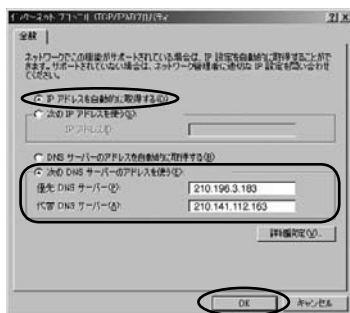 インターネット プロトコル (TCP/IP)のプロパティ
全般
ネットワークでこの機能がサポートされている場合は、IP 設定を自動的に取得することがで
きます。サポートされていない場合は、ネットワーク管理者に適切な IP 設定を問い合わせ
てください。
IP アドレスを自動的に取得する(O)
次の IP アドレスを使う(S):
IP アドレス(I):
DNS サーバーのアドレスを自動的に取得する(B)
次の DNS サーバーのアドレスを使う(E):
優先 DNS サーバー(P):
210.196.3.183
代替 DNS サーバー(A):
210.141.112.163
詳細設定(V)...
OK
キャンセル